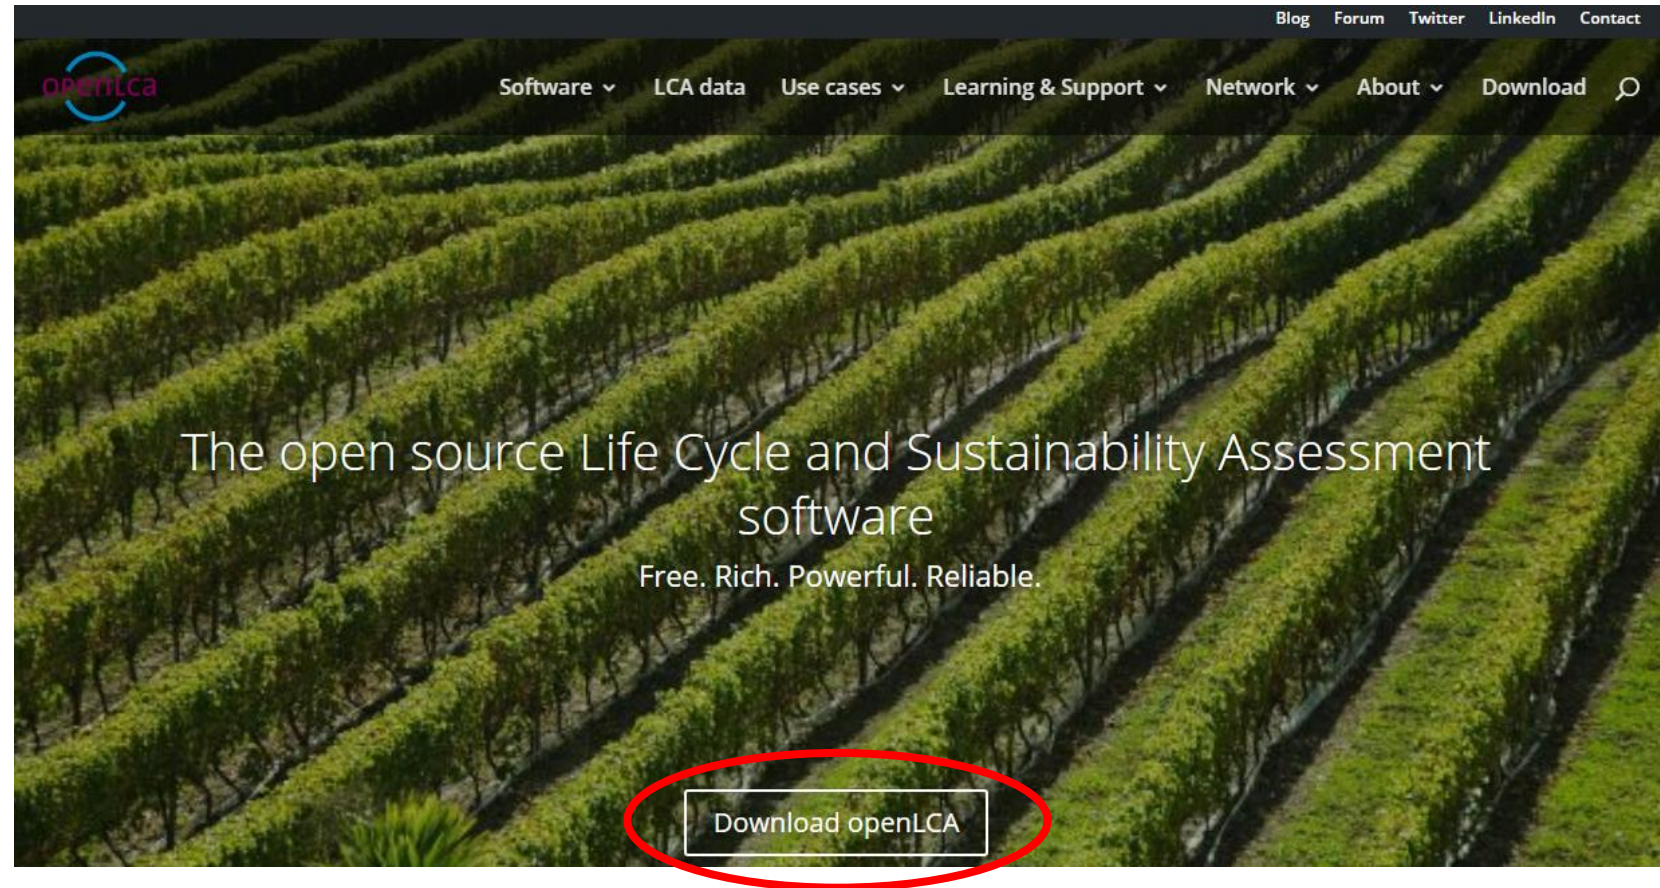 Blog Forum Twitter LinkedIn Contact
openLCA
Software LCA data Use cases Learning & Support Network About Download
The open source Life Cycle and Sustainability Assessment
software
Free. Rich. Powerful. Reliable.
Download openLCA